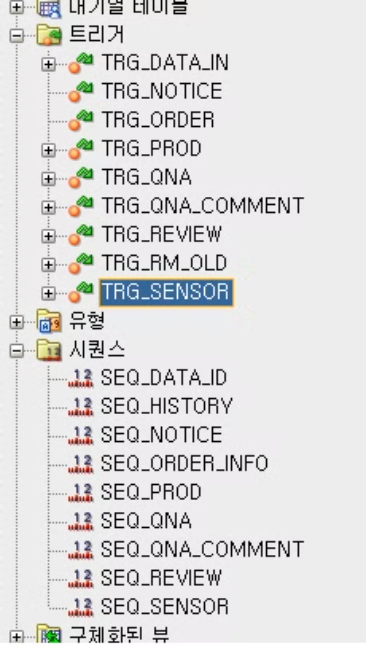 대기열 테이블
트리거
TRG_DATA_IN
TRG_NOTICE
TRG_ORDER
TRG_PROD
TRG_QNA
TRG_QNA_COMMENT
TRG_REVIEW
TRG_RM_OLD
TRG_SENSOR
유형
시퀀스
SEQ_DATA_ID
SEQ_HISTORY
SEQ_NOTICE
SEQ_ORDER_INFO
SEQ_PROD
SEQ_QNA
SEQ_QNA_COMMENT
SEQ_REVIEW
SEQ_SENSOR
구체화된 뷰